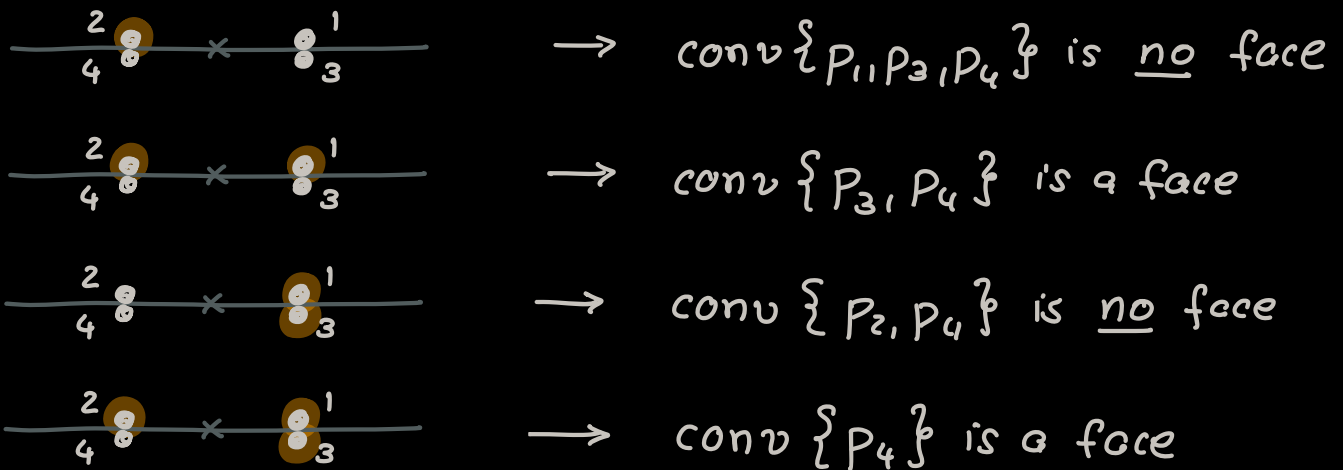 2 1
4 3 → conv{p₁, p₃, p₄} is no face
2 1
4 3 → conv{p₃, p₄} is a face
2 1
4 3 → conv{p₂, p₄} is no face
2 1
4 3 → conv{p₄} is a face